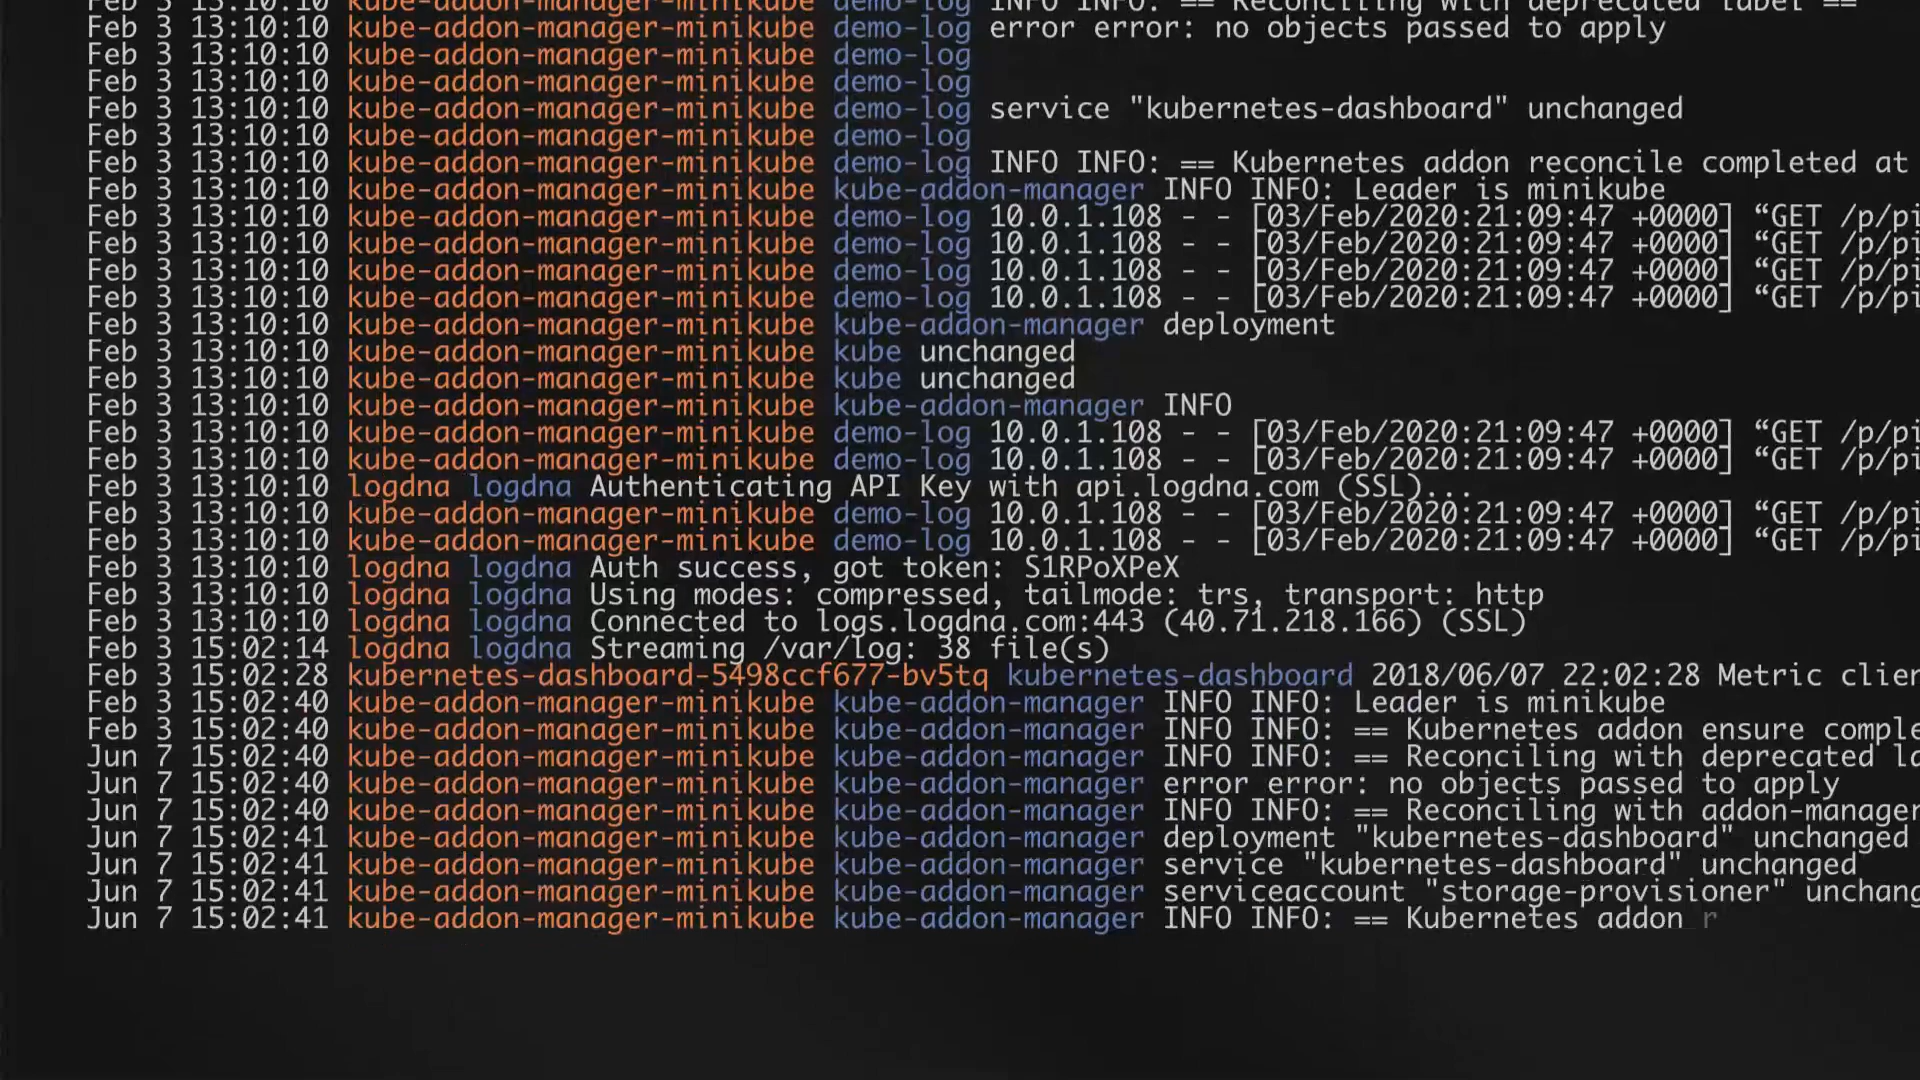 Feb 3 13:10:10 kube-addon-manager-minikube demo-log INFO INFO: == Reconciling with deprecated label ==
Feb 3 13:10:10 kube-addon-manager-minikube demo-log error error: no objects passed to apply
Feb 3 13:10:10 kube-addon-manager-minikube demo-log
Feb 3 13:10:10 kube-addon-manager-minikube demo-log
Feb 3 13:10:10 kube-addon-manager-minikube demo-log service "kubernetes-dashboard" unchanged
Feb 3 13:10:10 kube-addon-manager-minikube demo-log
Feb 3 13:10:10 kube-addon-manager-minikube demo-log INFO INFO: == Kubernetes addon reconcile completed at
Feb 3 13:10:10 kube-addon-manager-minikube kube-addon-manager INFO INFO: Leader is minikube
Feb 3 13:10:10 kube-addon-manager-minikube demo-log 10.0.1.108 - - [03/Feb/2020:21:09:47 +0000] “GET /p/pi
Feb 3 13:10:10 kube-addon-manager-minikube demo-log 10.0.1.108 - - [03/Feb/2020:21:09:47 +0000] “GET /p/pi
Feb 3 13:10:10 kube-addon-manager-minikube demo-log 10.0.1.108 - - [03/Feb/2020:21:09:47 +0000] “GET /p/pi
Feb 3 13:10:10 kube-addon-manager-minikube demo-log 10.0.1.108 - - [03/Feb/2020:21:09:47 +0000] “GET /p/pi
Feb 3 13:10:10 kube-addon-manager-minikube kube-addon-manager deployment
Feb 3 13:10:10 kube-addon-manager-minikube kube unchanged
Feb 3 13:10:10 kube-addon-manager-minikube kube unchanged
Feb 3 13:10:10 kube-addon-manager-minikube kube-addon-manager INFO
Feb 3 13:10:10 kube-addon-manager-minikube demo-log 10.0.1.108 - - [03/Feb/2020:21:09:47 +0000] “GET /p/pi
Feb 3 13:10:10 kube-addon-manager-minikube demo-log 10.0.1.108 - - [03/Feb/2020:21:09:47 +0000] “GET /p/pi
Feb 3 13:10:10 logdna logdna Authenticating API Key with api.logdna.com (SSL)...
Feb 3 13:10:10 kube-addon-manager-minikube demo-log 10.0.1.108 - - [03/Feb/2020:21:09:47 +0000] “GET /p/pi
Feb 3 13:10:10 kube-addon-manager-minikube demo-log 10.0.1.108 - - [03/Feb/2020:21:09:47 +0000] “GET /p/pi
Feb 3 13:10:10 logdna logdna Auth success, got token: S1RPoXPeX
Feb 3 13:10:10 logdna logdna Using modes: compressed, tailmode: trs, transport: http
Feb 3 13:10:10 logdna logdna Connected to logs.logdna.com:443 (40.71.218.166) (SSL)
Feb 3 15:02:14 logdna logdna Streaming /var/log: 38 file(s)
Feb 3 15:02:28 kubernetes-dashboard-5498ccf677-bv5tq kubernetes-dashboard 2018/06/07 22:02:28 Metric clien
Feb 3 15:02:40 kube-addon-manager-minikube kube-addon-manager INFO INFO: Leader is minikube
Feb 3 15:02:40 kube-addon-manager-minikube kube-addon-manager INFO INFO: == Kubernetes addon ensure comple
Jun 7 15:02:40 kube-addon-manager-minikube kube-addon-manager INFO INFO: == Reconciling with deprecated la
Jun 7 15:02:40 kube-addon-manager-minikube kube-addon-manager error error: no objects passed to apply
Jun 7 15:02:40 kube-addon-manager-minikube kube-addon-manager INFO INFO: == Reconciling with addon-manager
Jun 7 15:02:41 kube-addon-manager-minikube kube-addon-manager deployment "kubernetes-dashboard" unchanged
Jun 7 15:02:41 kube-addon-manager-minikube kube-addon-manager service "kubernetes-dashboard" unchanged
Jun 7 15:02:41 kube-addon-manager-minikube kube-addon-manager serviceaccount "storage-provisioner" unchang
Jun 7 15:02:41 kube-addon-manager-minikube kube-addon-manager INFO INFO: == Kubernetes addon r